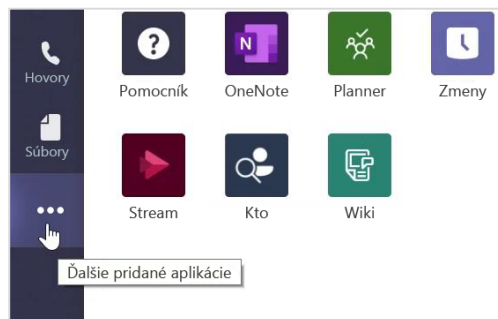 Hovory
Súbory
Pomocník
OneNote
Planner
Zmeny
Stream
Kto
Wiki
Ďalšie pridané aplikácie